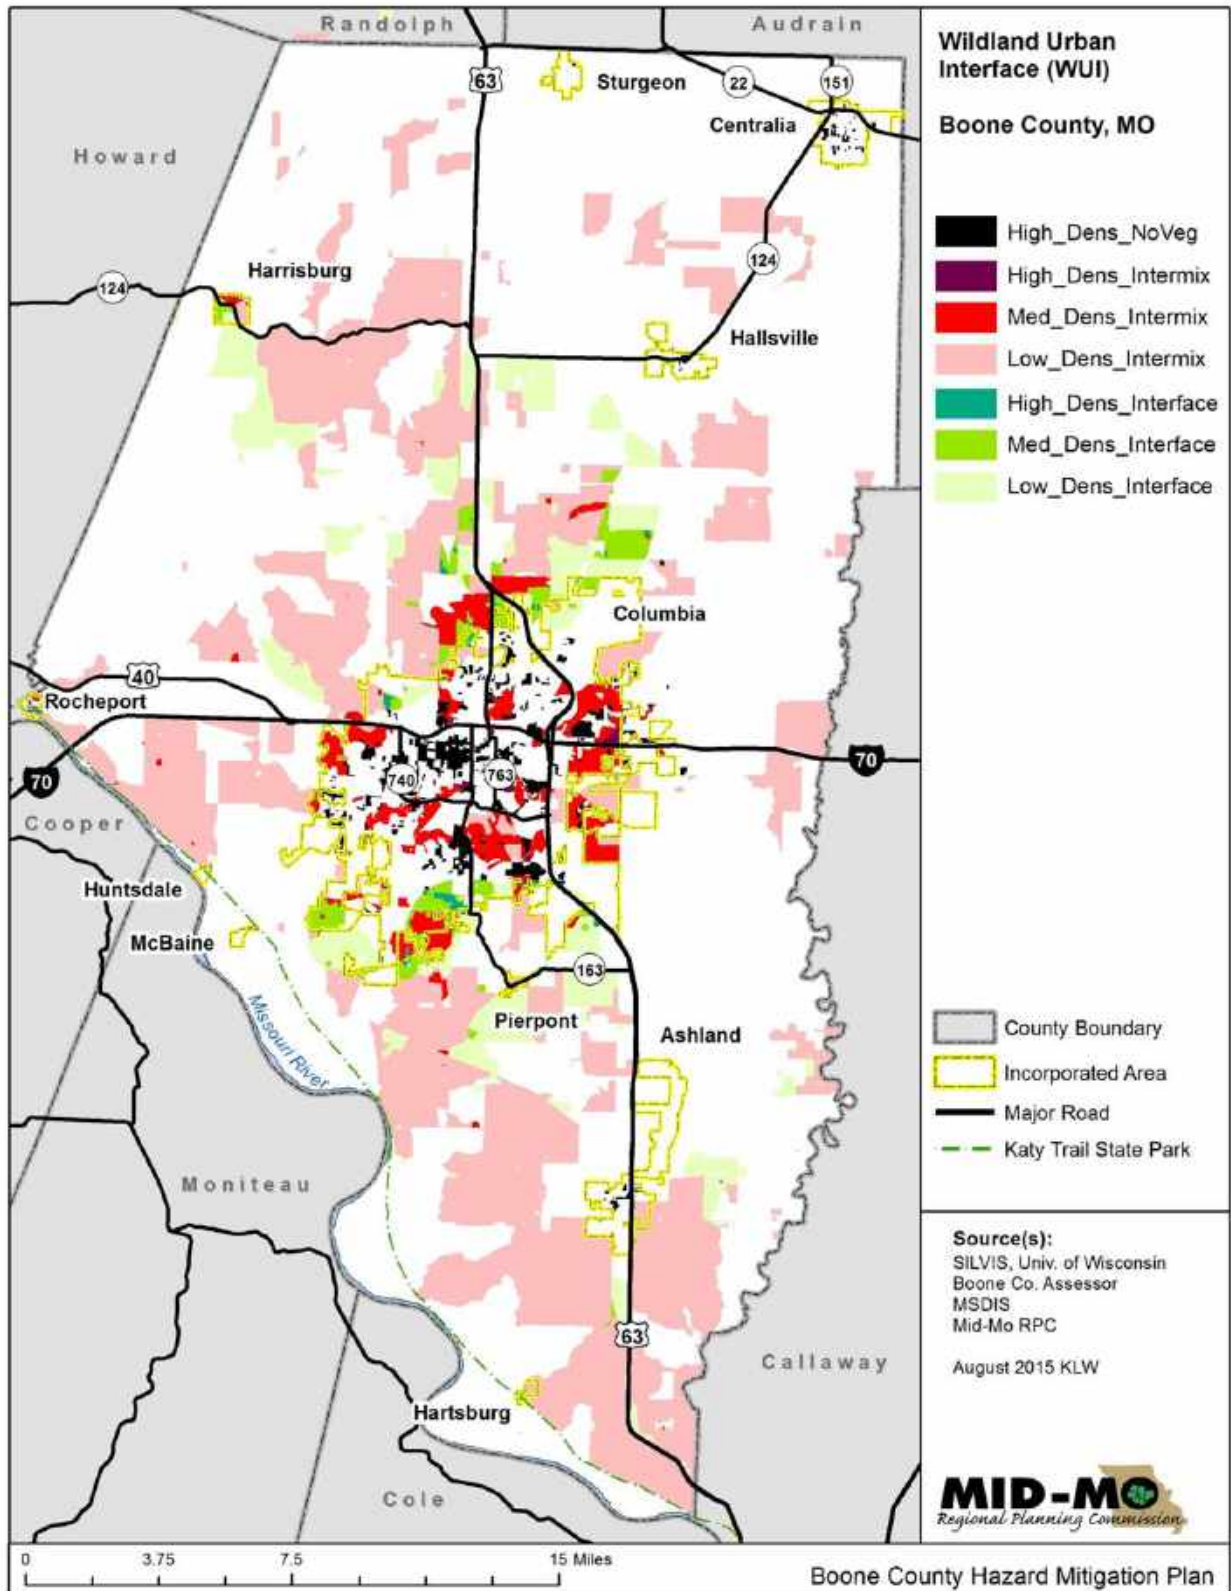 Randolph
Audrain
Wildland Urban
Interface (WUI)
Boone County, MO
63
Sturgeon
22
151
Centralia
Howard
High_Dens_NoVeg
High_Dens_Intermix
Med_Dens_Intermix
Low_Dens_Intermix
High_Dens_Interface
Med_Dens_Interface
Low_Dens_Interface
124
Harrisburg
124
Hallsville
Columbia
40
Rocheport
70
740
763
70
Cooper
Huntsdale
McBaine
163
Missouri River
Pierpont
Ashland
County Boundary
Incorporated Area
Major Road
Katy Trail State Park
Moniteau
Source(s):
SILVIS, Univ. of Wisconsin
Boone Co. Assessor
MSDIS
Mid-Mo RPC
August 2015 KLW
63
Callaway
Hartsburg
Cole
MID-MO
Regional Planning Commission
0 3.75 7.5 15 Miles
Boone County Hazard Mitigation Plan